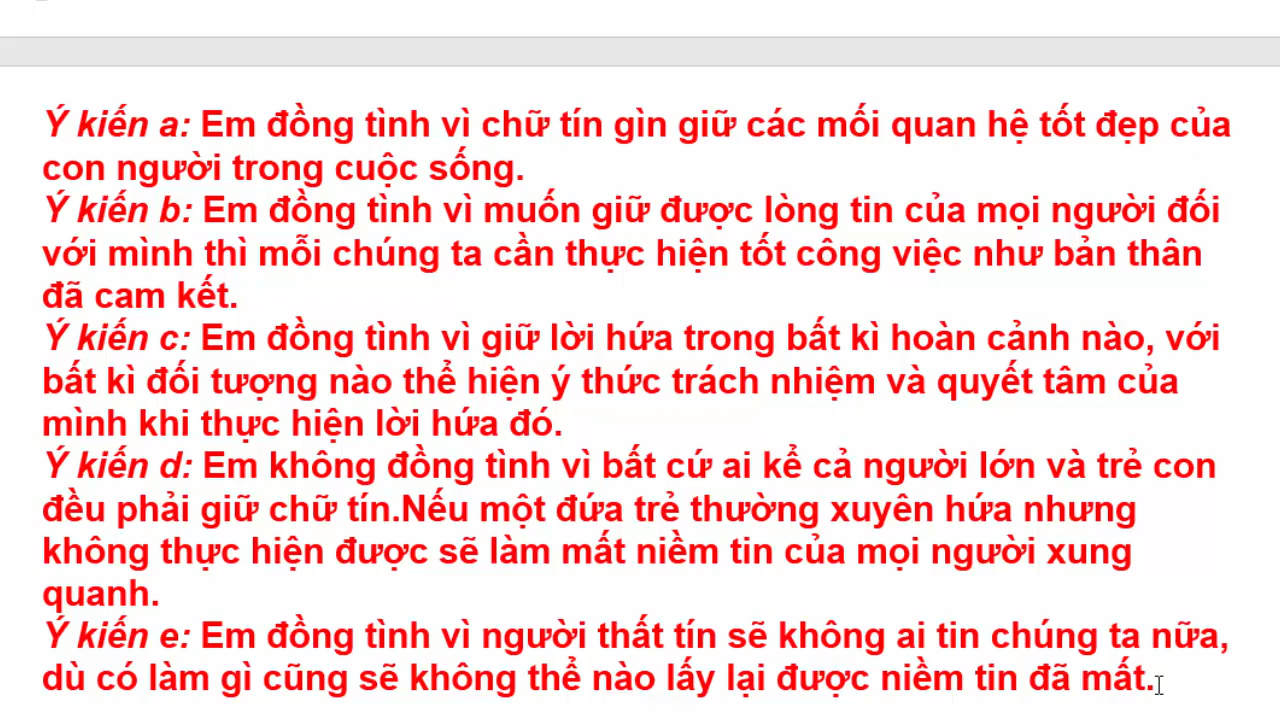 Ý kiến a: Em đồng tình vì chữ tín gìn giữ các mối quan hệ tốt đẹp của
con người trong cuộc sống.
Ý kiến b: Em đồng tình vì muốn giữ được lòng tin của mọi người đối
với mình thì mỗi chúng ta cần thực hiện tốt công việc như bản thân
đã cam kết.
Ý kiến c: Em đồng tình vì giữ lời hứa trong bất kì hoàn cảnh nào, với
bất kì đối tượng nào thể hiện ý thức trách nhiệm và quyết tâm của
mình khi thực hiện lời hứa đó.
Ý kiến d: Em không đồng tình vì bất cứ ai kể cả người lớn và trẻ con
đều phải giữ chữ tín.Nếu một đứa trẻ thường xuyên hứa nhưng
không thực hiện được sẽ làm mất niềm tin của mọi người xung
quanh.
Ý kiến e: Em đồng tình vì người thất tín sẽ không ai tin chúng ta nữa,
dù có làm gì cũng sẽ không thể nào lấy lại được niềm tin đã mất.